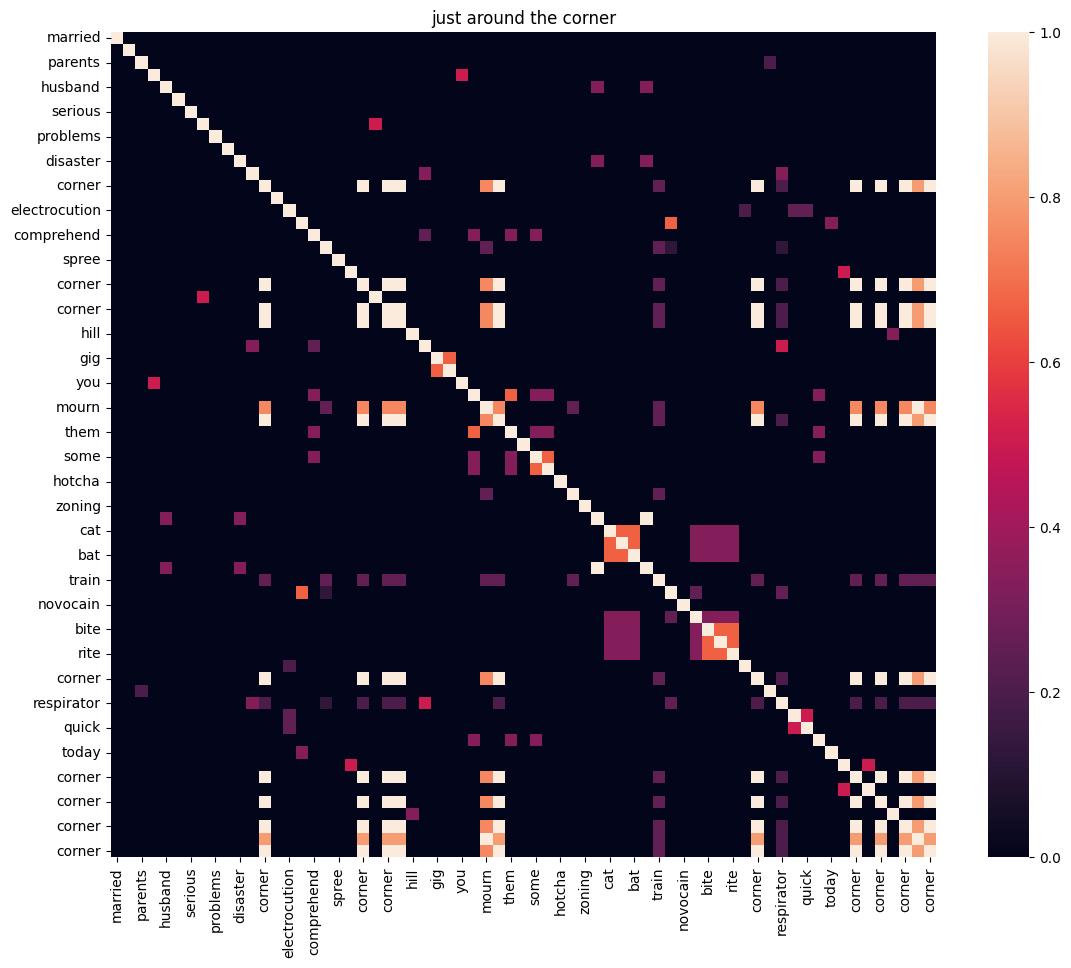 just around the corner
married
parents
husband
serious
problems
disaster
corner
electrocution
comprehend
spree
corner
corner
hill
gig
you
mourn
them
some
hotcha
zoning
cat
bat
train
novocain
bite
rite
corner
respirator
quick
today
corner
corner
corner
corner
married
parents
husband
serious
problems
disaster
corner
electrocution
comprehend
spree
corner
corner
hill
gig
you
mourn
them
some
hotcha
zoning
cat
bat
train
novocain
bite
rite
corner
respirator
quick
today
corner
corner
corner
corner
1.0
0.8
0.6
0.4
0.2
0.0